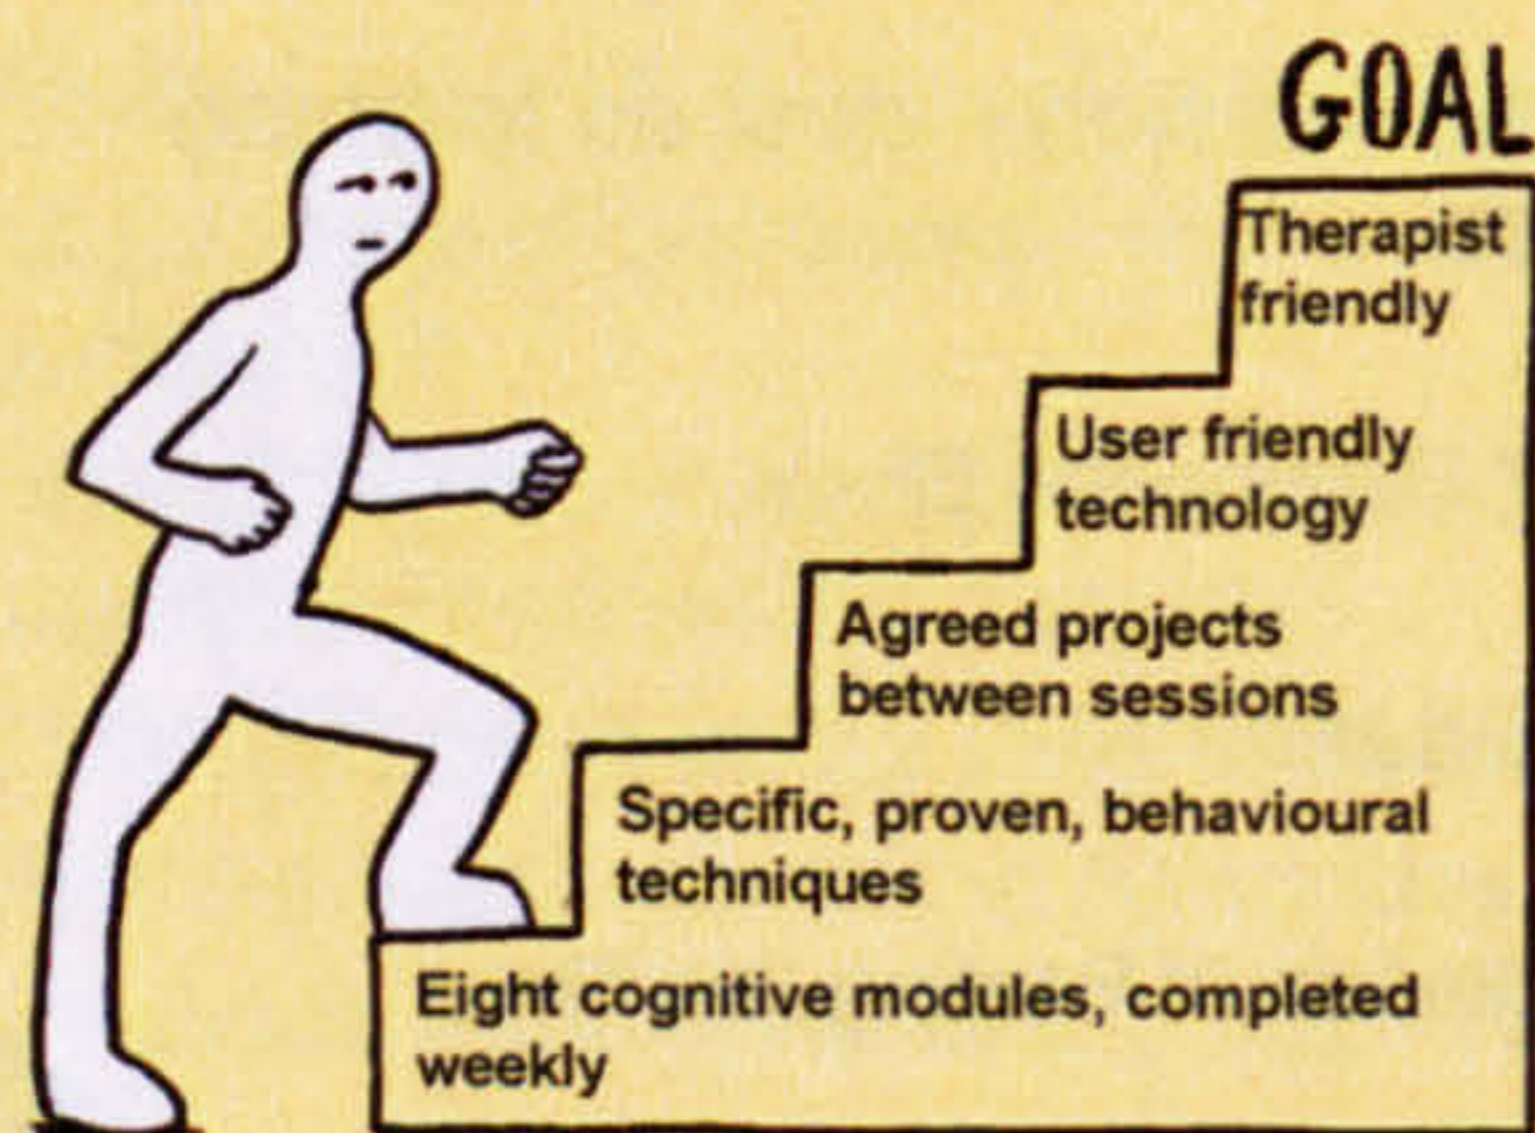 GOAL
Therapist
friendly
User friendly
technology
Agreed projects
between sessions
Specific, proven, behavioural
techniques
Eight cognitive modules, completed
weekly